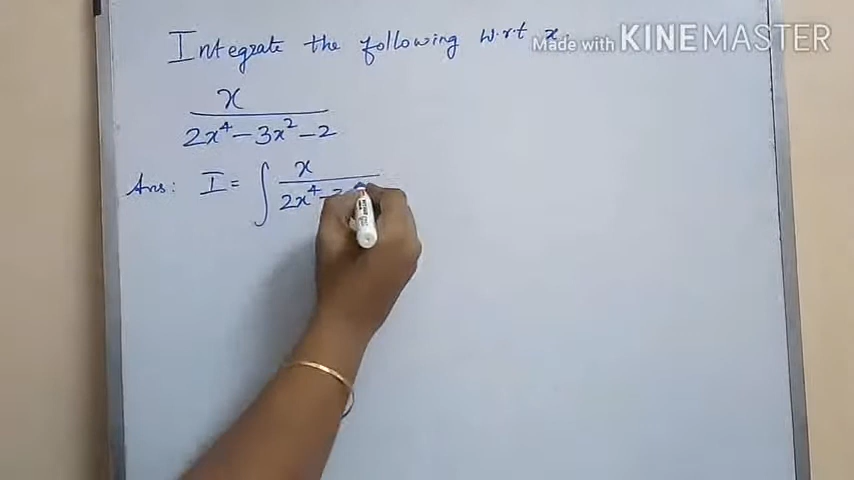 Integrate the following w.r.t x.
Made with KINEMASTER
x
2x⁴-3x²-2
Ans: I = ∫ x
2x⁴-